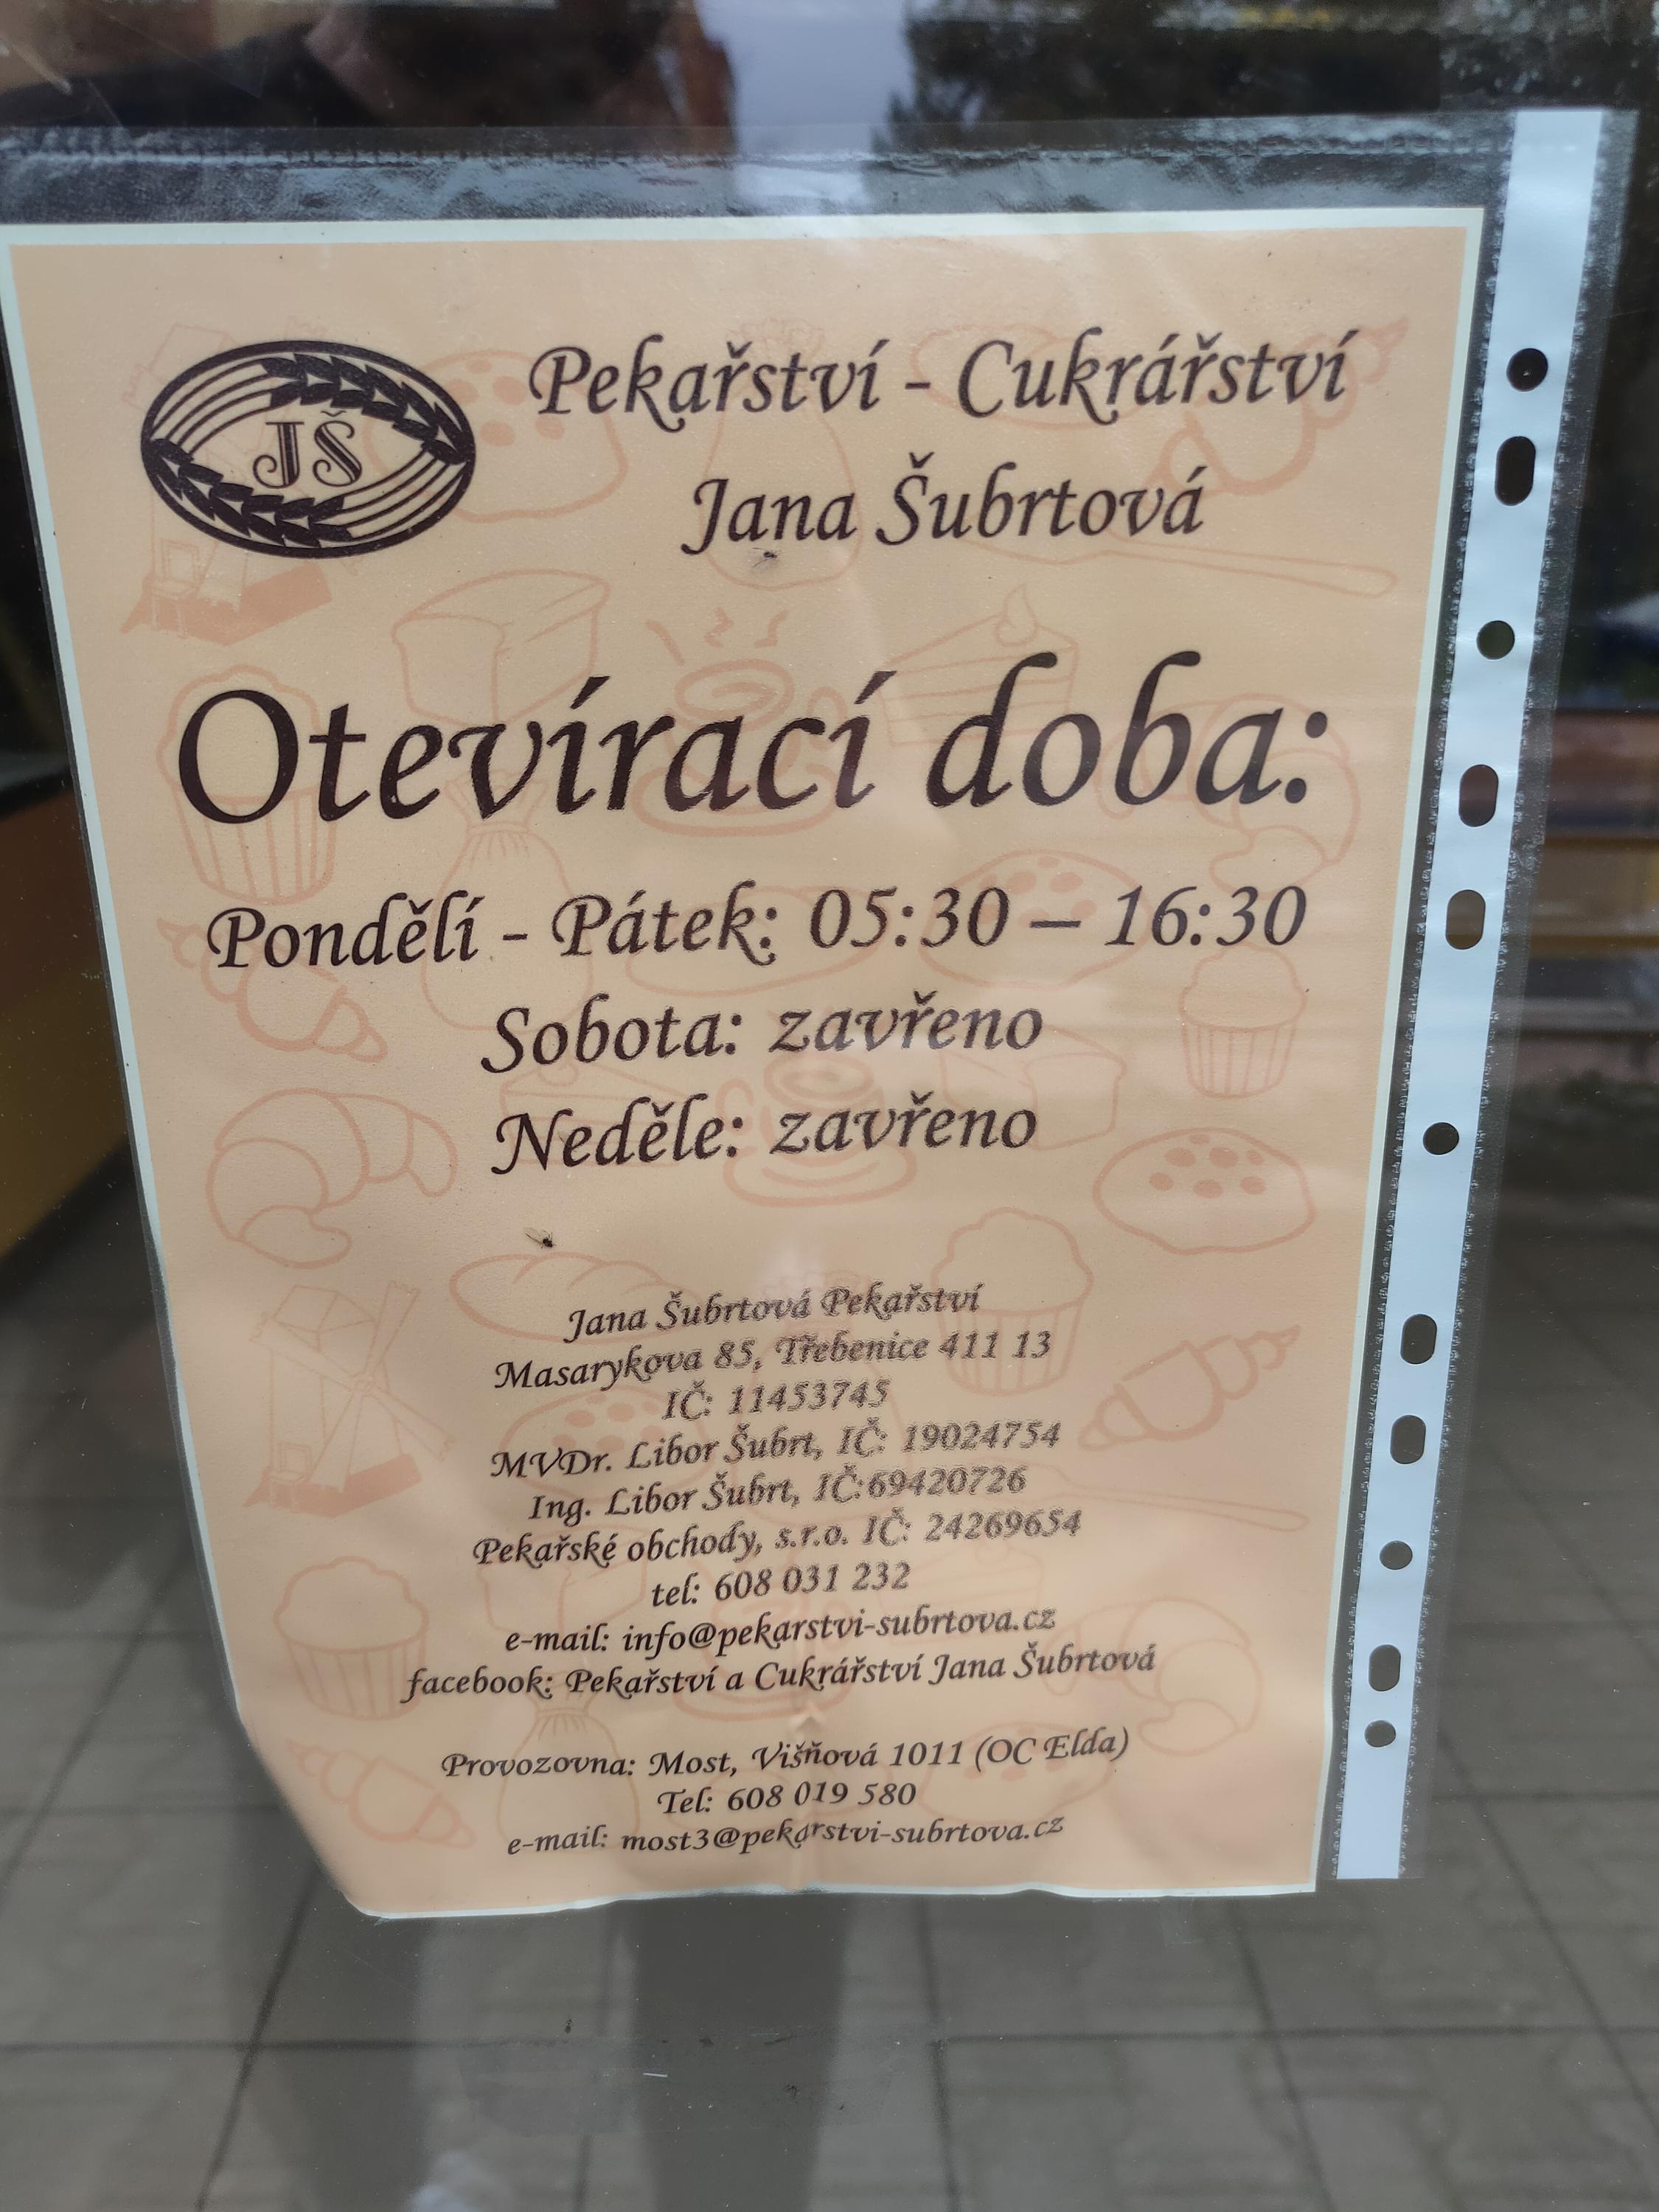 JŠ
Pekařství - Cukrářství
Jana Šubrtová
Otevírací doba:
Pondělí - Pátek: 05:30 – 16:30
Sobota: zavřeno
Neděle: zavřeno
Jana Šubrtová Pekařství
Masarykova 85, Třebenice 411 13
IČ: 11453745
MVDr. Libor Šubrt, IČ: 19024754
Ing. Libor Šubrt, IČ:69420726
Pekařské obchody, s.r.o. IČ: 24269654
tel: 608 031 232
e-mail: info@pekarstvi-subrtova.cz
facebook: Pekařství a Cukrářství Jana Šubrtová
Provozovna: Most, Višňová 1011 (OC Elda)
Tel: 608 019 580
e-mail: most3@pekarstvi-subrtova.cz